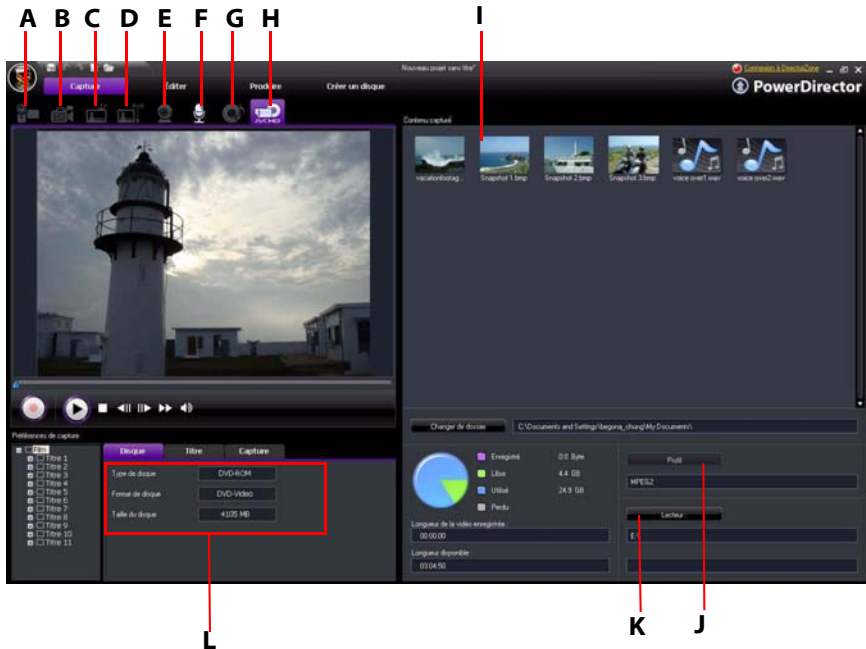 A B C D E F G H I
Nouveau projet sans titre*
Connexion à DirectorZone
Capture Éditer Produire Créer un disque
PowerDirector
AVCHD
Contenu capturé
vacationfootag... Snapshot 1.bmp Snapshot 2.bmp Snapshot 3.bmp voice over1.wav voice over2.wav
Changer de dossier C:\Documents and Settings\begona_chung\My Documents\
Préférences de capture
Film
Titre 1
Titre 2
Titre 3
Titre 4
Titre 5
Titre 6
Titre 7
Titre 8
Titre 9
Titre 10
Titre 11
Disque Titre Capture
Type de disque DVD-ROM
Format de disque DVD-Video
Taille du disque 4105 MB
Enregistré 0.0 Byte
Libre 4.4 GB
Utilisé 24.9 GB
Perdu
Longueur de la vidéo enregistrée :
00:00:00
Longueur disponible :
03:04:50
Profil
MPEG2
Lecteur :
E:\
K J
L